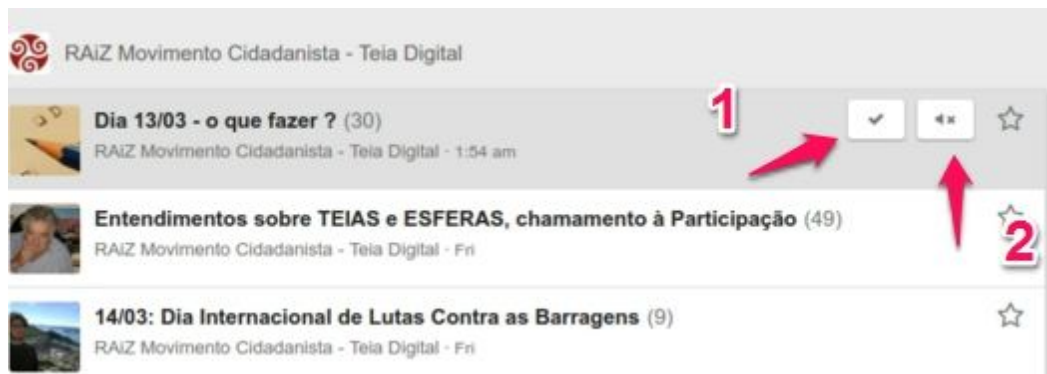 RAiZ Movimento Cidadanista - Teia Digital
1
Dia 13/03 - o que fazer ? (30)
RAiZ Movimento Cidadanista - Teia Digital · 1:54 am
Entendimentos sobre TEIAS e ESFERAS, chamamento à Participação (49)
RAiZ Movimento Cidadanista - Teia Digital · Fri
2
14/03: Dia Internacional de Lutas Contra as Barragens (9)
RAiZ Movimento Cidadanista - Teia Digital · Fri